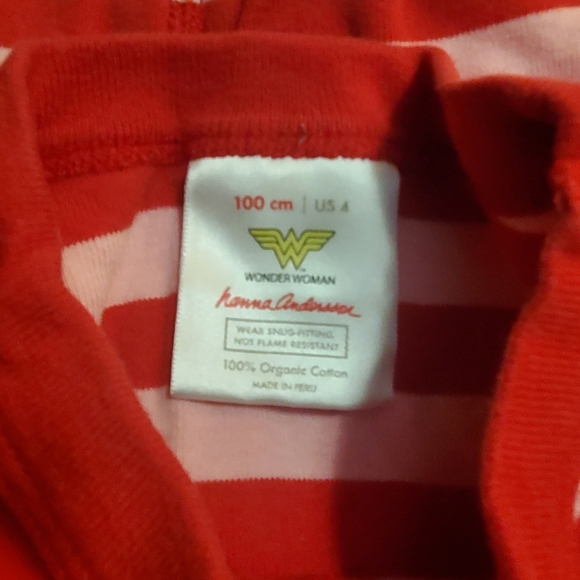 100 cm | US 4
WONDER WOMAN
hanna andersson
WEAR SNUG-FITTING,
NOT FLAME RESISTANT
100% Organic Cotton
MADE IN PERU